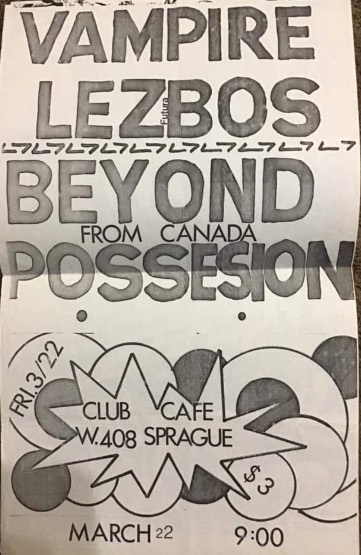 VAMPIRE
LEZBOS
Futura
BEYOND
FROM CANADA
POSSESION
FRI. 3/22
CLUB CAFE
W.408 SPRAGUE
$3
MARCH 22 9:00